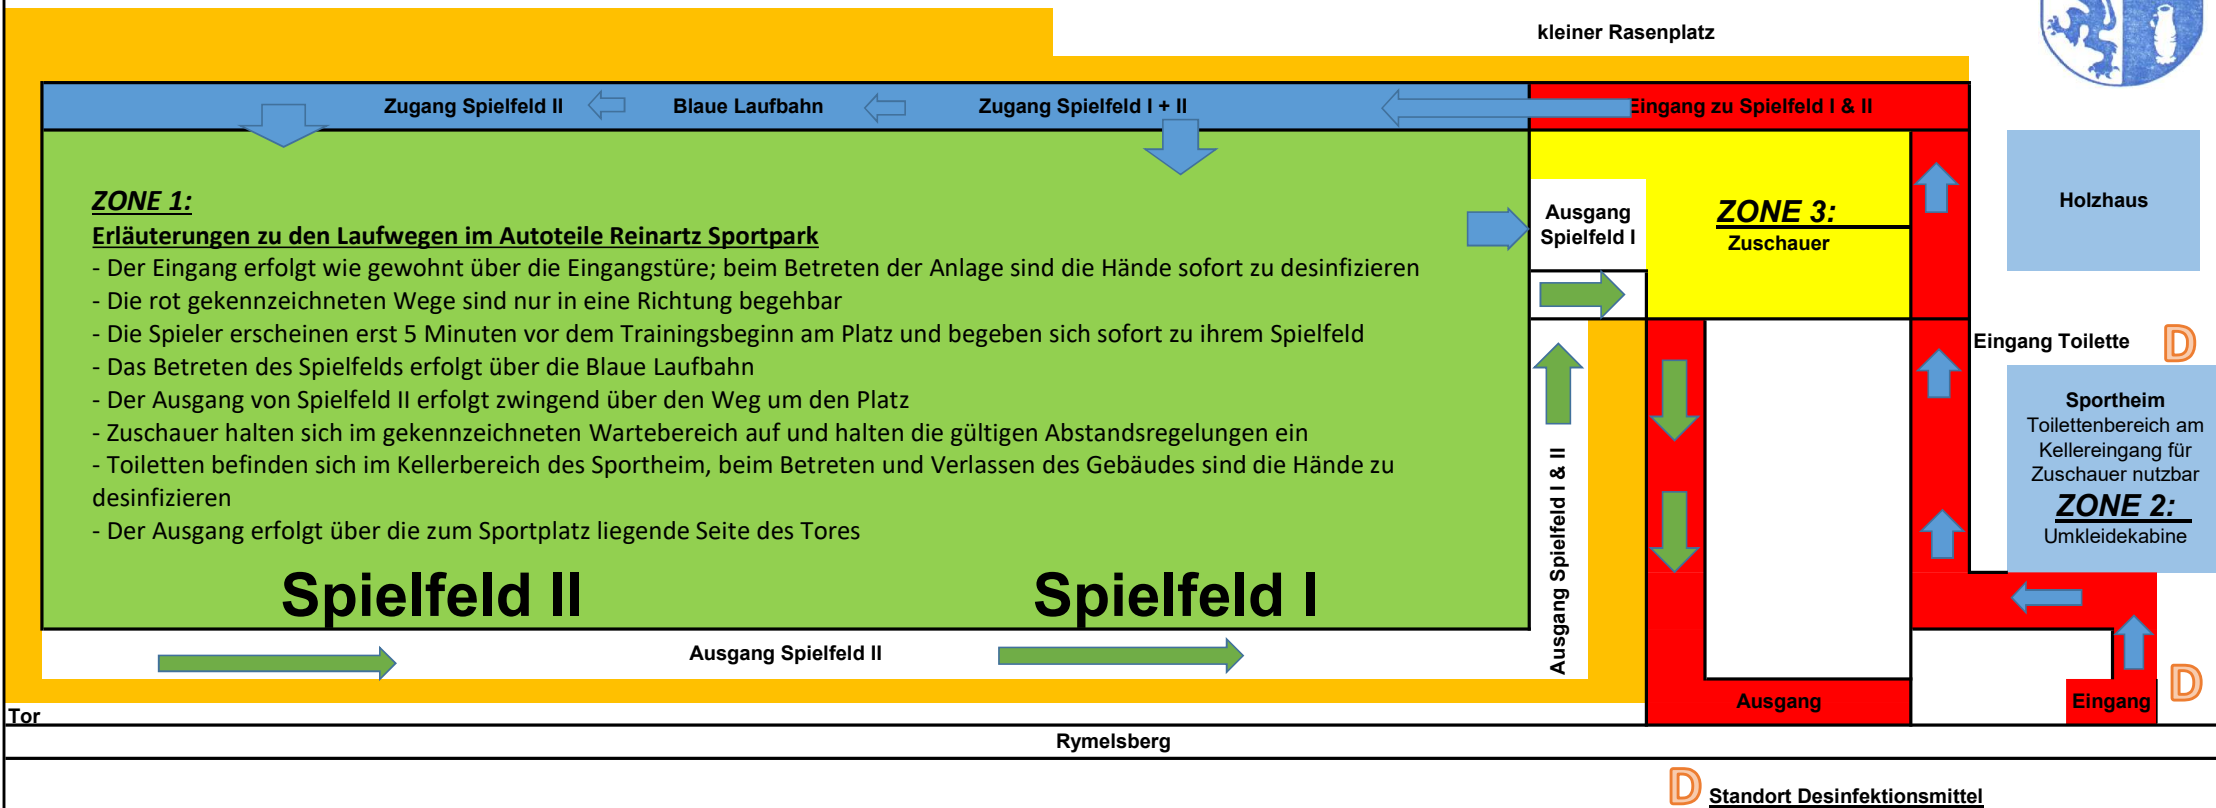 kleiner Rasenplatz
Zugang Spielfeld II
Blaue Laufbahn
Zugang Spielfeld I + II
Eingang zu Spielfeld I & II
ZONE 1:
Erläuterungen zu den Laufwegen im Autoteile Reinartz Sportpark
- Der Eingang erfolgt wie gewohnt über die Eingangstüre; beim Betreten der Anlage sind die Hände sofort zu desinfizieren
- Die rot gekennzeichneten Wege sind nur in eine Richtung begehbar
- Die Spieler erscheinen erst 5 Minuten vor dem Trainingsbeginn am Platz und begeben sich sofort zu ihrem Spielfeld
- Das Betreten des Spielfelds erfolgt über die Blaue Laufbahn
- Der Ausgang von Spielfeld II erfolgt zwingend über den Weg um den Platz
- Zuschauer halten sich im gekennzeichneten Wartebereich auf und halten die gültigen Abstandsregelungen ein
- Toiletten befinden sich im Kellerbereich des Sportheim, beim Betreten und Verlassen des Gebäudes sind die Hände zu
desinfizieren
- Der Ausgang erfolgt über die zum Sportplatz liegende Seite des Tores
Spielfeld II
Spielfeld I
Ausgang
Spielfeld I
ZONE 3:
Zuschauer
Holzhaus
Eingang Toilette
D
Sportheim
Toilettenbereich am
Kellereingang für
Zuschauer nutzbar
ZONE 2:
Umkleidekabine
Ausgang Spielfeld I & II
Ausgang Spielfeld II
Ausgang
Eingang
D
Tor
Rymelsberg
D Standort Desinfektionsmittel